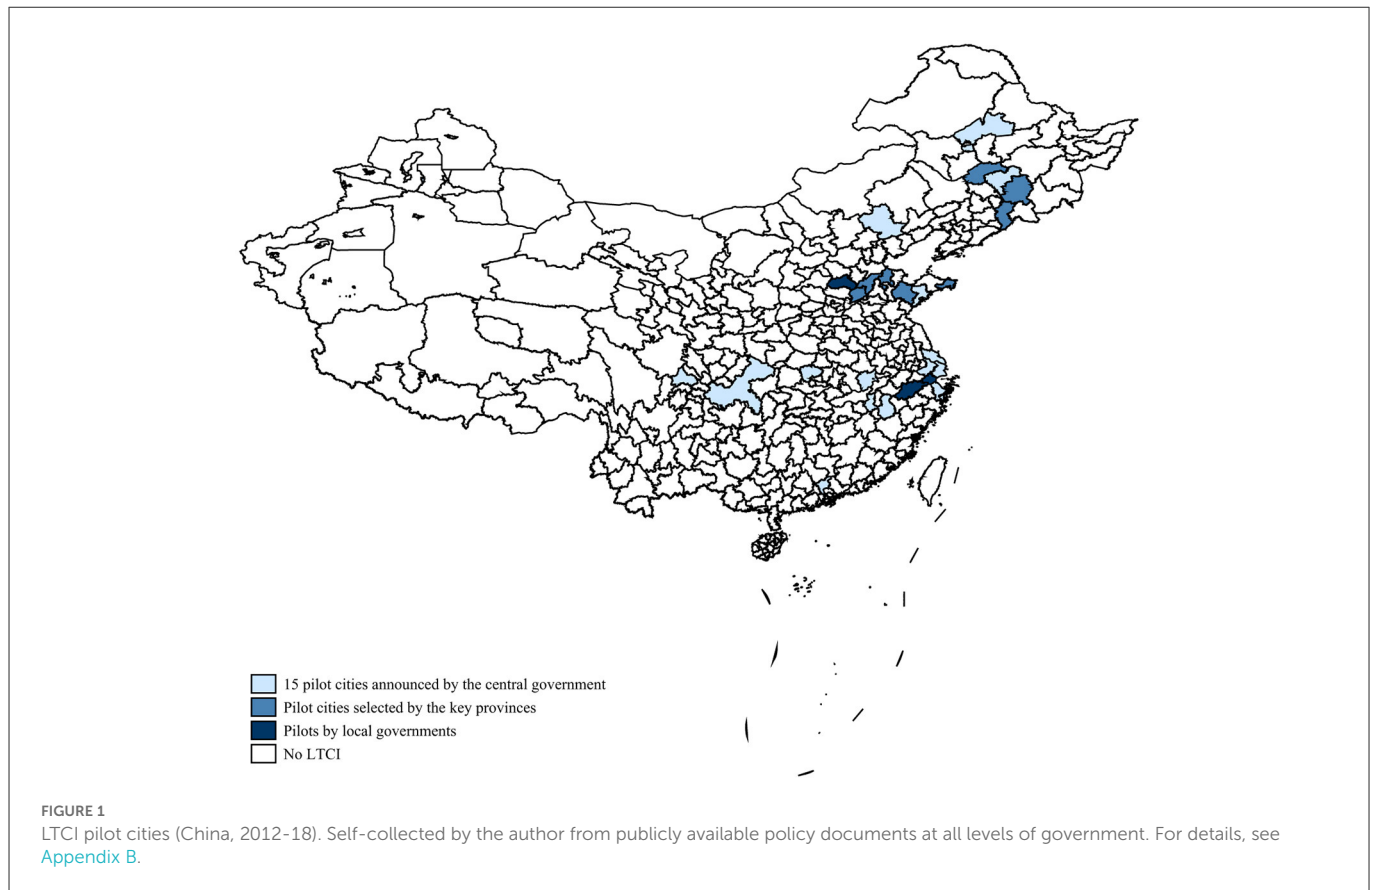 15 pilot cities announced by the central government
Pilot cities selected by the key provinces
Pilots by local governments
No LTCI
FIGURE 1
LTCI pilot cities (China, 2012-18). Self-collected by the author from publicly available policy documents at all levels of government. For details, see
Appendix B.